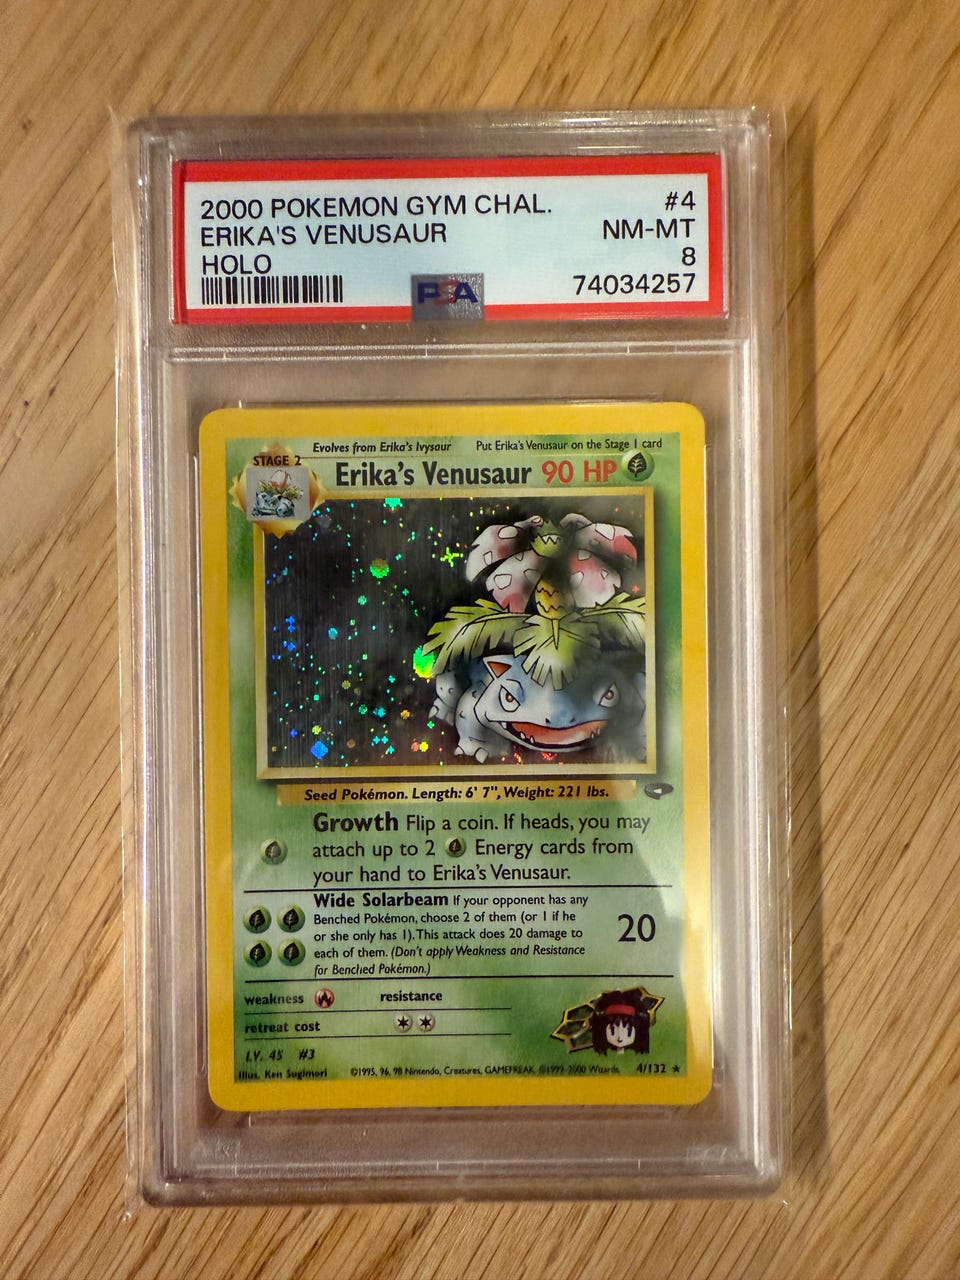 2000 POKEMON GYM CHAL. #4
ERIKA'S VENUSAUR NM-MT
HOLO 8
74034257
PSA
Evolves from Erika's Ivysaur Put Erika's Venusaur on the Stage 1 card
STAGE 2
Erika's Venusaur 90 HP
Seed Pokémon. Length: 6' 7", Weight: 221 lbs.
Growth Flip a coin. If heads, you may
attach up to 2 Energy cards from
your hand to Erika's Venusaur.
Wide Solarbeam If your opponent has any
Benched Pokémon, choose 2 of them (or 1 if he
or she only has 1). This attack does 20 damage to
each of them. (Don't apply Weakness and Resistance
for Benched Pokémon.)
20
weakness resistance
retreat cost
LV. 45 #3
Illus. Ken Sugimori ©1995, 96, 98 Nintendo, Creatures, GAMEFREAK. ©1999-2000 Wizards. 4/132 ★